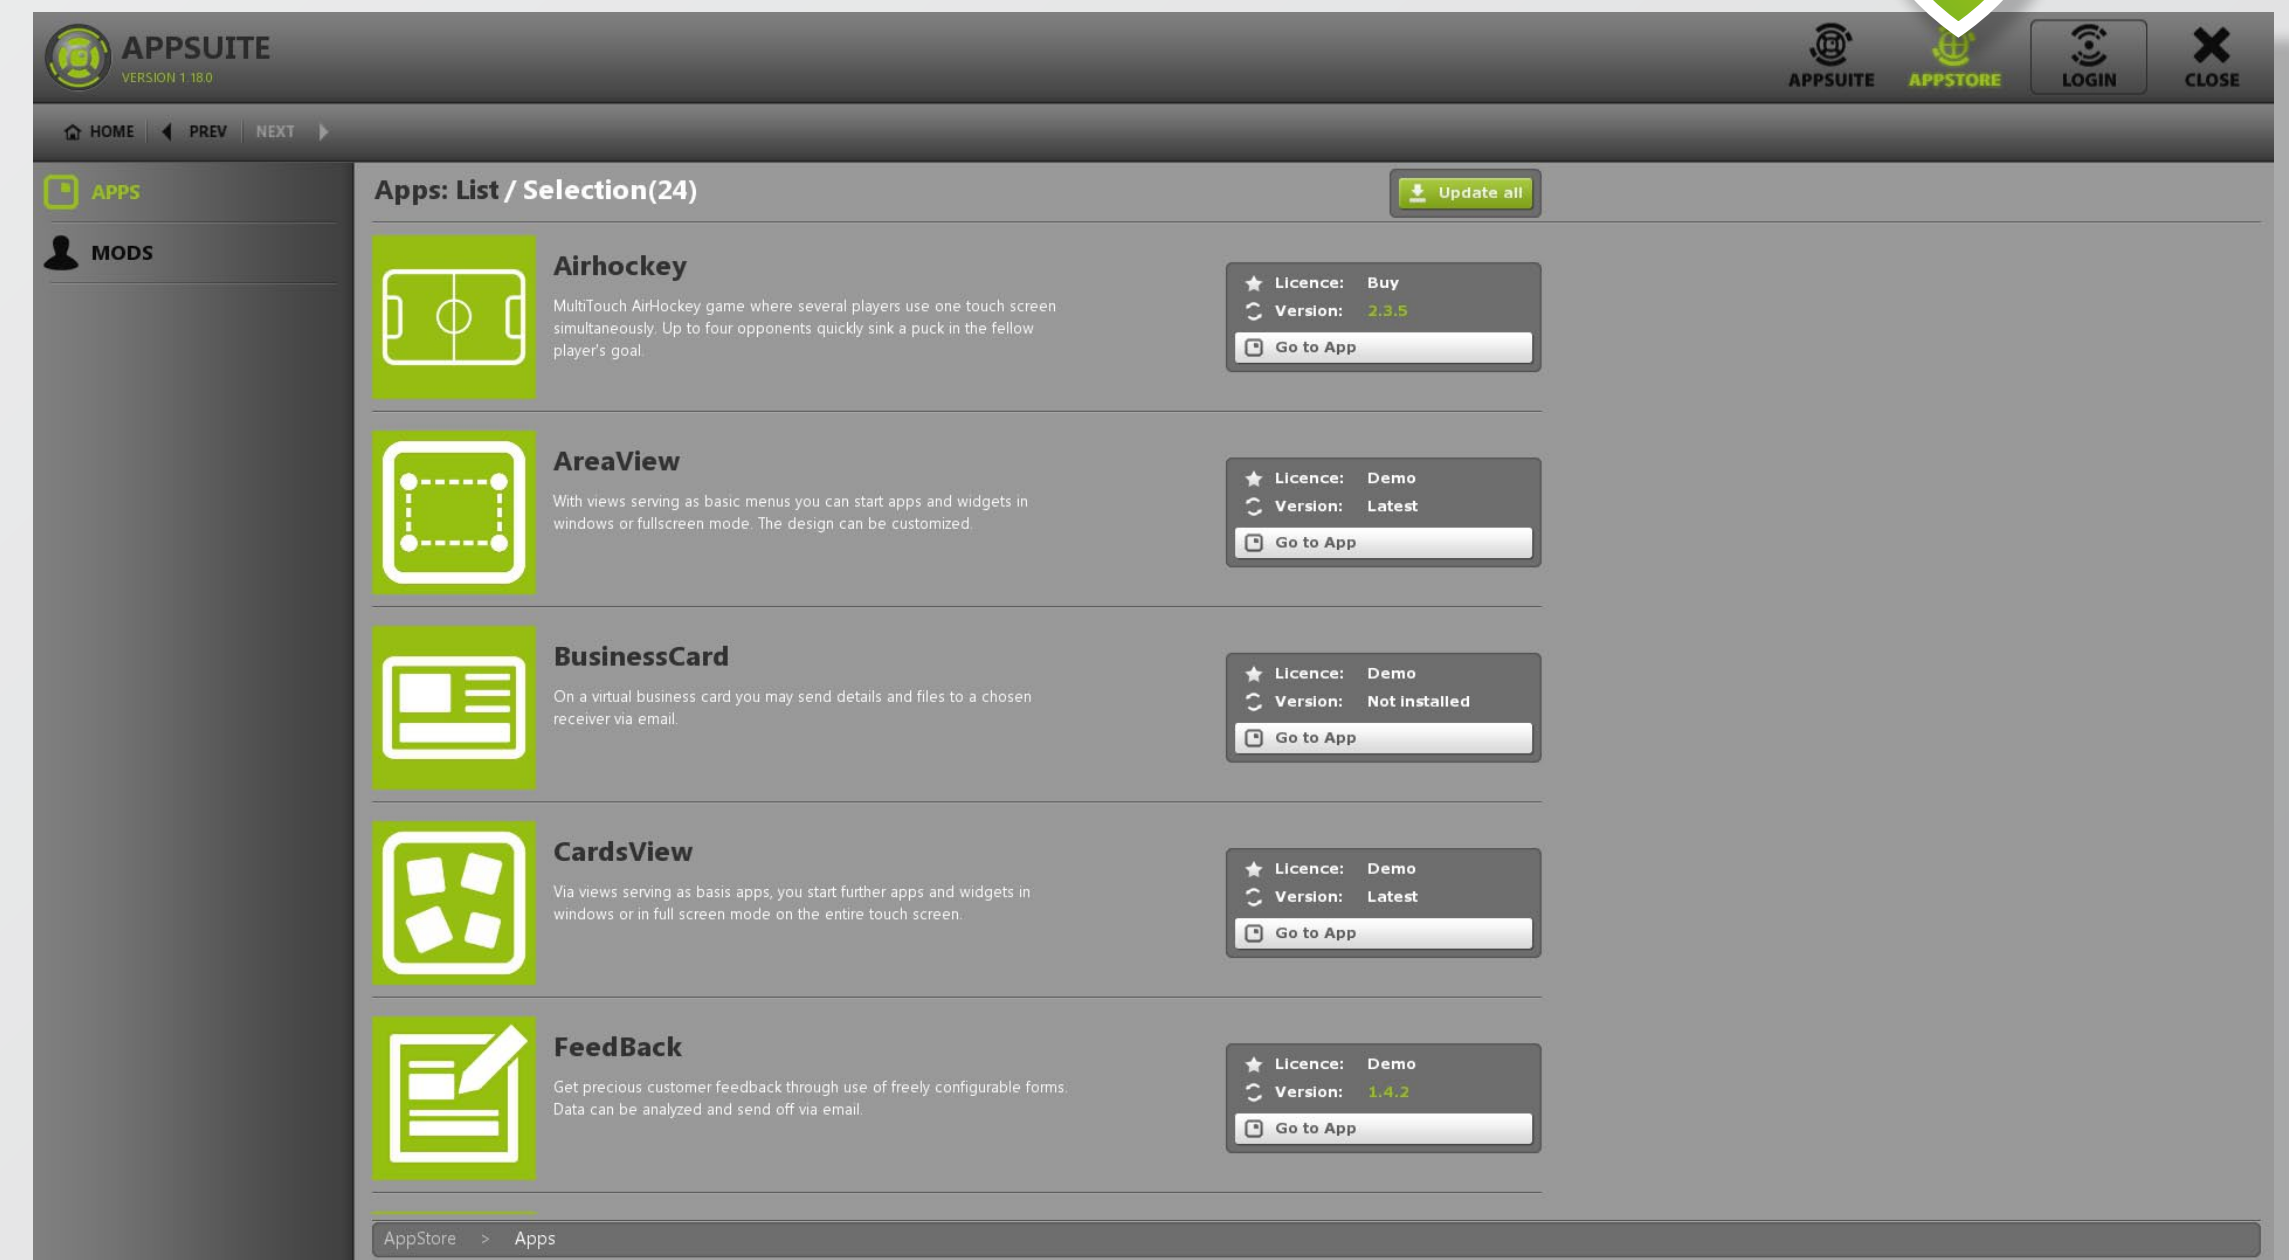 APPSUITE
VERSION 1.18.0
APPSUITE
APPSTORE
LOGIN
CLOSE
HOME
PREV
NEXT
APPS
MODS
Apps: List / Selection(24)
Update all
Airhockey
MultiTouch AirHockey game where several players use one touch screen
simultaneously. Up to four opponents quickly sink a puck in the fellow
player's goal.
Licence: Buy
Version: 2.3.5
Go to App
AreaView
With views serving as basic menus you can start apps and widgets in
windows or fullscreen mode. The design can be customized.
Licence: Demo
Version: Latest
Go to App
BusinessCard
On a virtual business card you may send details and files to a chosen
receiver via email.
Licence: Demo
Version: Not installed
Go to App
CardsView
Via views serving as basis apps, you start further apps and widgets in
windows or in full screen mode on the entire touch screen.
Licence: Demo
Version: Latest
Go to App
FeedBack
Get precious customer feedback through use of freely configurable forms.
Data can be analyzed and send off via email.
Licence: Demo
Version: 1.4.2
Go to App
AppStore > Apps